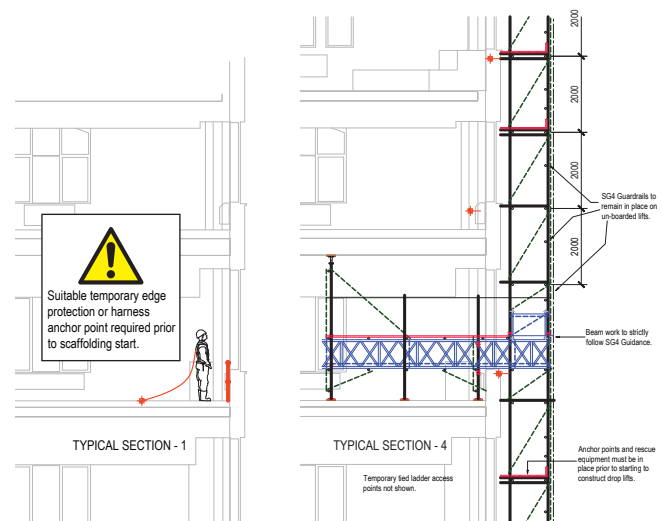 Suitable temporary edge
protection or harness
anchor point required prior
to scaffolding start.
TYPICAL SECTION - 1
TYPICAL SECTION - 4
Temporary tied ladder access
points not shown.
2000
2000
2000
2000
SG4 Guardrails to
remain in place on
un-boarded lifts.
Beam work to strictly
follow SG4 Guidance.
Anchor points and rescue
equipment must be in
place prior to starting to
construct drop lifts.